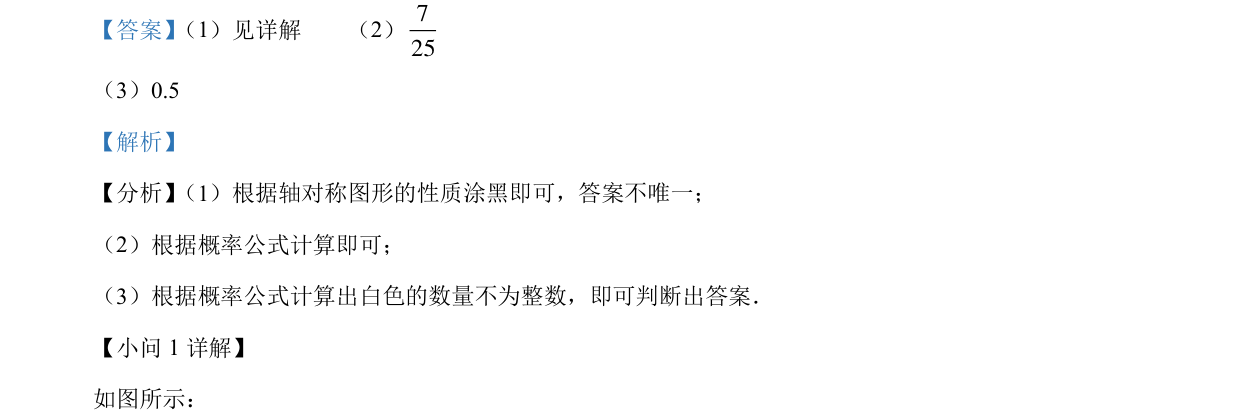 【答案】（1）见详解 （2）7/25
（3）0.5
【解析】
【分析】（1）根据轴对称图形的性质涂黑即可，答案不唯一；
（2）根据概率公式计算即可；
（3）根据概率公式计算出白色的数量不为整数，即可判断出答案．
【小问 1 详解】
如图所示：